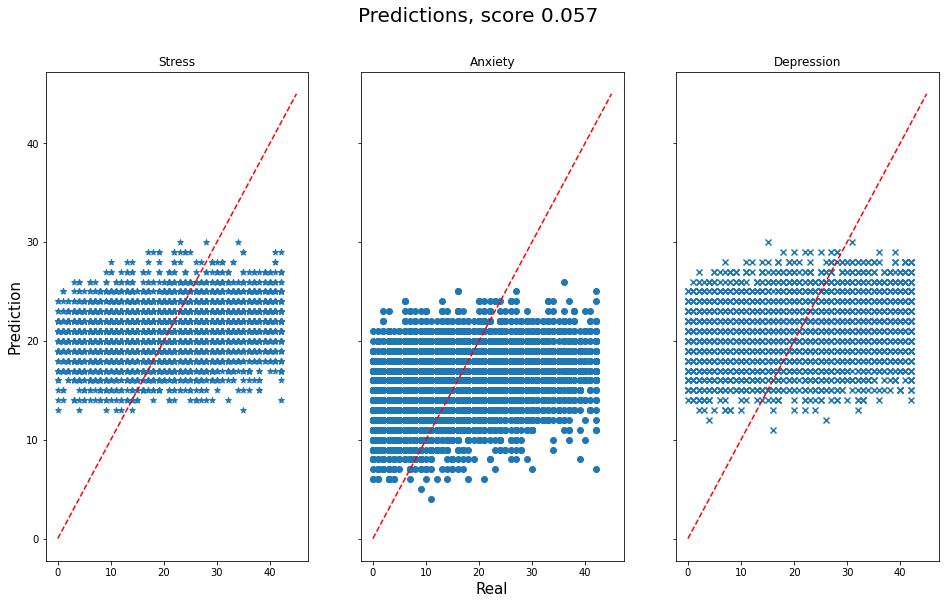 Predictions, score 0.057
Stress
Anxiety
Depression
Prediction
40
30
20
10
0
0 10 20 30 40
0 10 20 30 40
0 10 20 30 40
Real